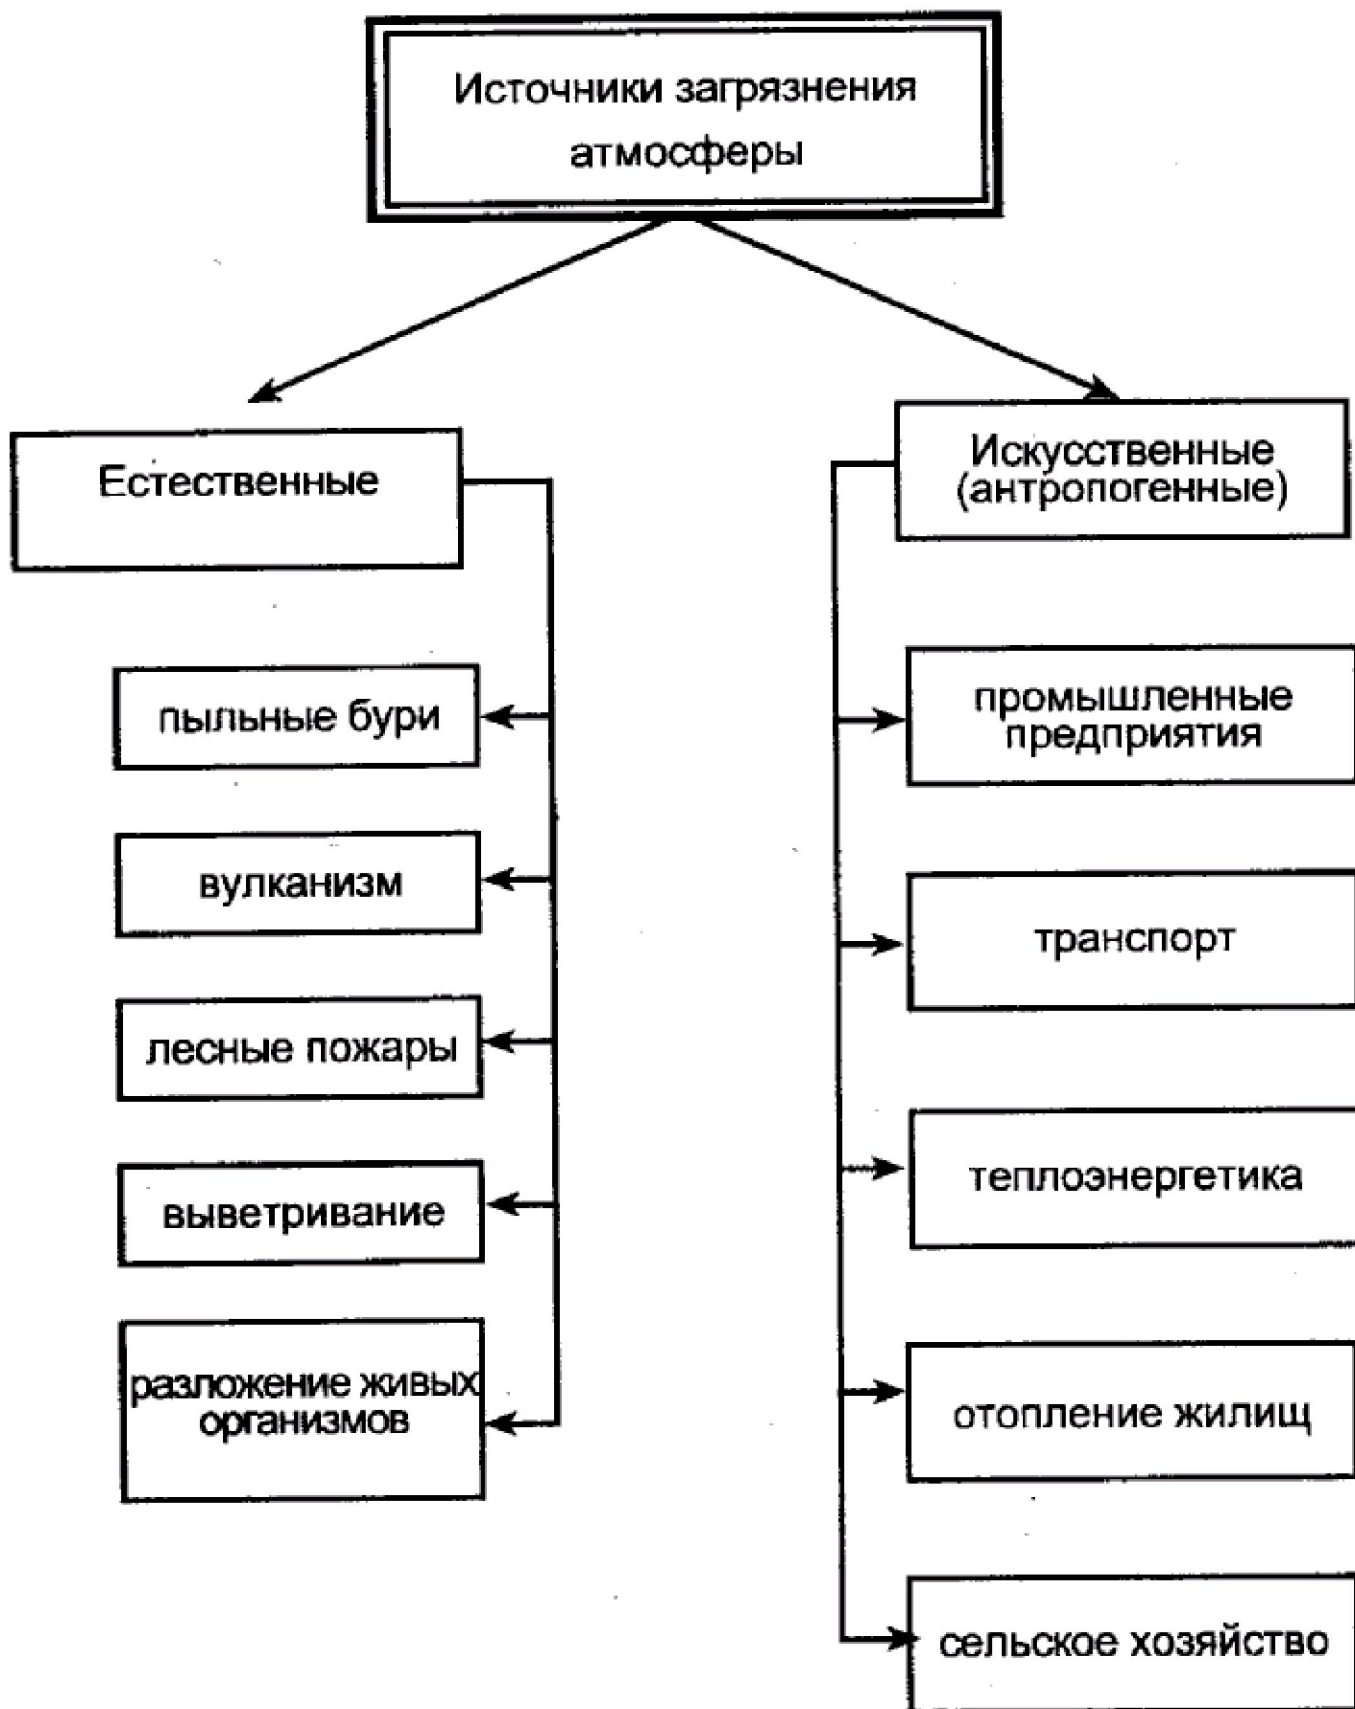 Источники загрязнения
атмосферы
Естественные
пыльные бури
вулканизм
лесные пожары
выветривание
разложение живых
организмов
Искусственные
(антропогенные)
промышленные
предприятия
транспорт
теплоэнергетика
отопление жилищ
сельское хозяйство